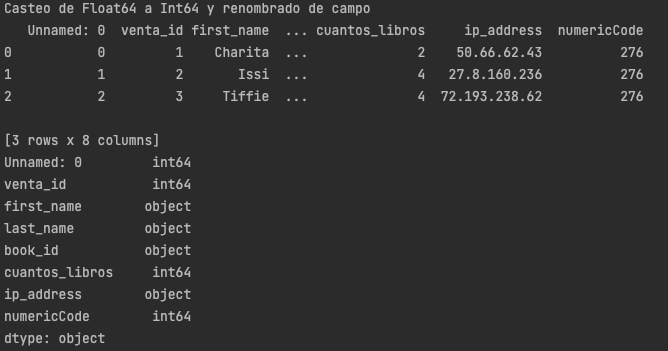 Casteo de Float64 a Int64 y renombrado de campo
   Unnamed: 0  venta_id first_name  ... cuantos_libros     ip_address  numericCode
0           0         1    Charita  ...              2    50.66.62.43          276
1           1         2       Issi  ...              4   27.8.160.236          276
2           2         3     Tiffie  ...              4  72.193.238.62          276
[3 rows x 8 columns]
Unnamed: 0         int64
venta_id           int64
first_name        object
last_name         object
book_id           object
cuantos_libros     int64
ip_address        object
numericCode        int64
dtype: object